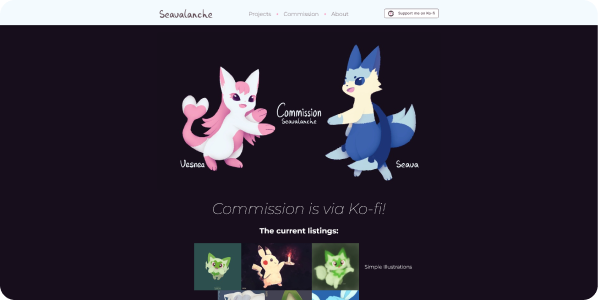 Seavalanche
Projects • Commission • About
Support me on Ko-fi
Commission
Seavalanche
Vesnea
Seava
Commission is via Ko-fi!
The current listings:
Simple Illustrations